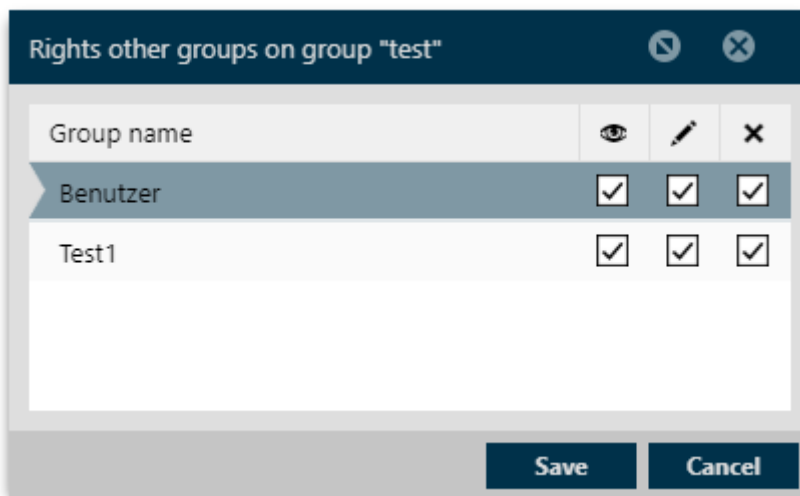 Rights other groups on group "test"
Group name
Benutzer
Test1
Save Cancel